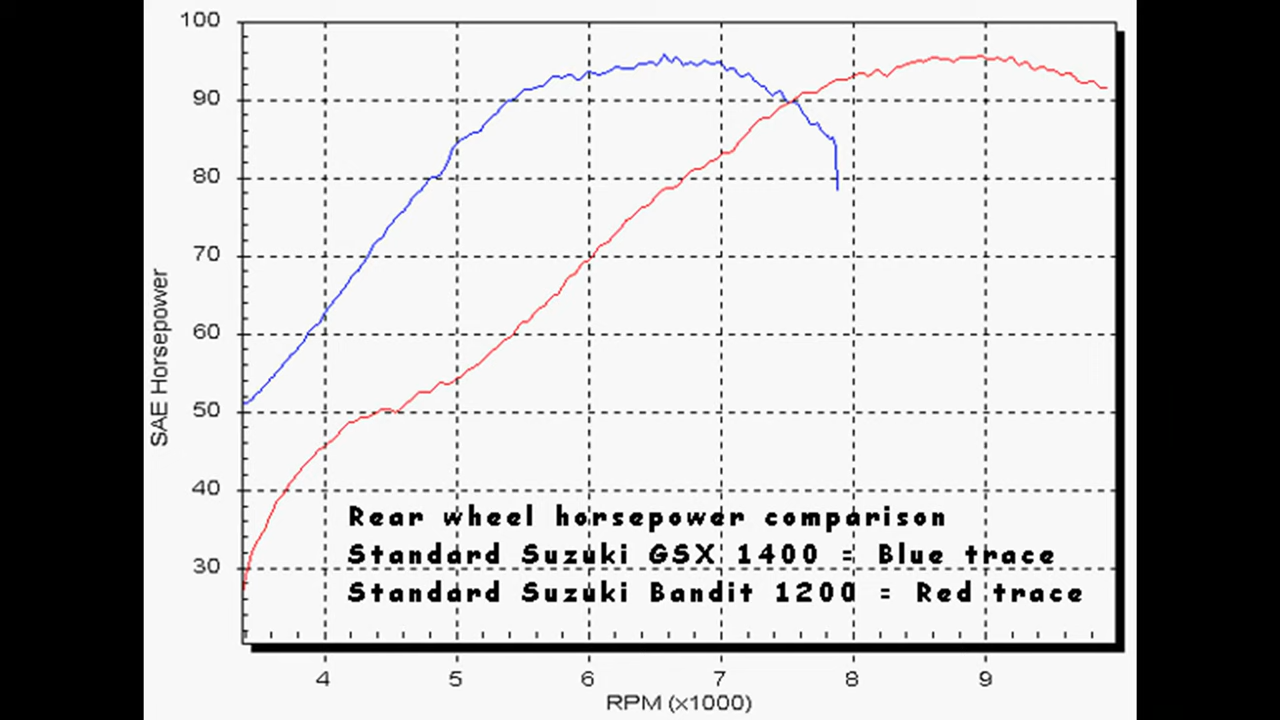 100
90
80
70
60
50
40
30
SAE Horsepower
Rear wheel horsepower comparison
Standard Suzuki GSX 1400 = Blue trace
Standard Suzuki Bandit 1200 = Red trace
4 5 6 7 8 9
RPM (x1000)